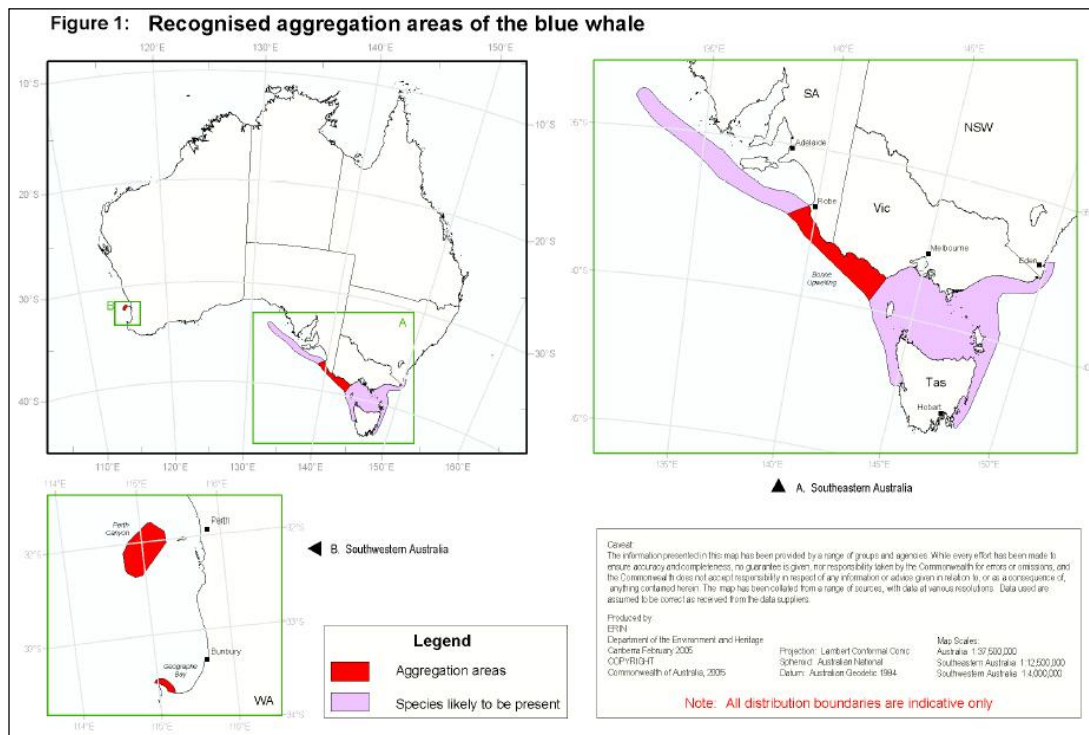 Figure 1: Recognised aggregation areas of the blue whale
120°E
130°E
140°E
150°E
10°S
20°S
30°S
40°S
10°S
20°S
30°S
110°E
120°E
130°E
140°E
150°E
160°E
B
A
135°E
140°E
145°E
35°S
40°S
45°S
135°E
140°E
145°E
150°E
SA
NSW
Adelaide
Robe
Vic
Melbourne
Eden
Bonne
Upwelling
Tas
Hobart
▲ A. Southeastern Australia
114°E
115°E
116°E
Perth
Canyon
Perth
32°S
33°S
34°S
Bunbury
Geographe
Bay
WA
114°E
115°E
◀ B. Southwestern Australia
Legend
Aggregation areas
Species likely to be present
Caveat:
The information presented in this map has been provided by a range of groups and agencies. While every effort has been made to
ensure accuracy and completeness, no guarantee is given, nor responsibility taken by the Commonwealth for errors or omissions, and
the Commonwealth does not accept responsibility in respect of any information or advice given in relation to, or as a consequence of,
anything contained herein. The map has been collated from a range of sources, with data at various resolutions. Data used are
assumed to be correct as received from the data suppliers.
Produced by:
ERIN
Department of the Environment and Heritage
Canberra February 2005
COPYRIGHT
Commonwealth of Australia, 2005
Projection: Lambert Conformal Conic
Spheroid: Australian National
Datum: Australian Geodetic 1984
Map Scales:
Australia 1:37,500,000
Southeastern Australia 1:12,500,000
Southwestern Australia 1:4,000,000
Note: All distribution boundaries are indicative only